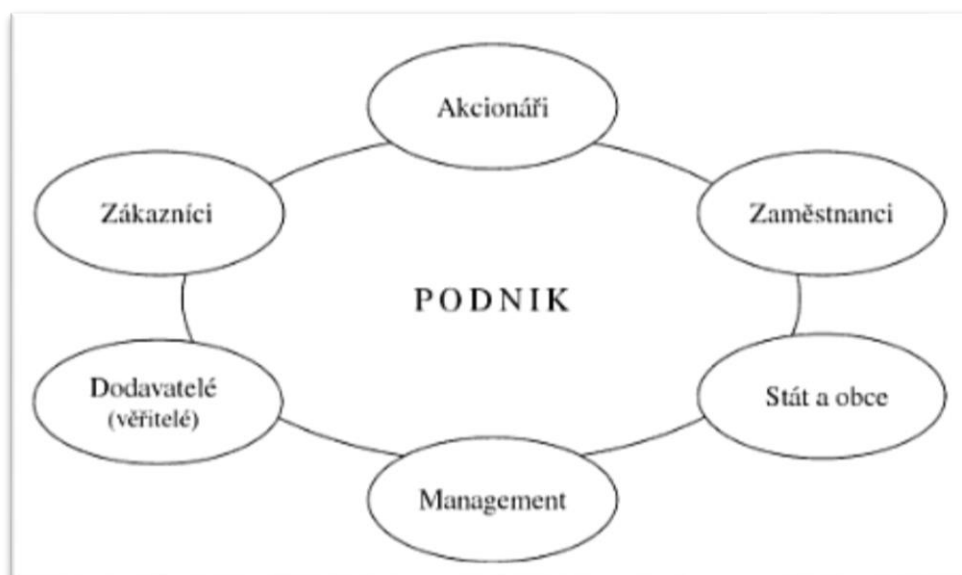 Akcionáři
Zákazníci
Zaměstnanci
PODNIK
Dodavatelé
(věřitelé)
Stát a obce
Management